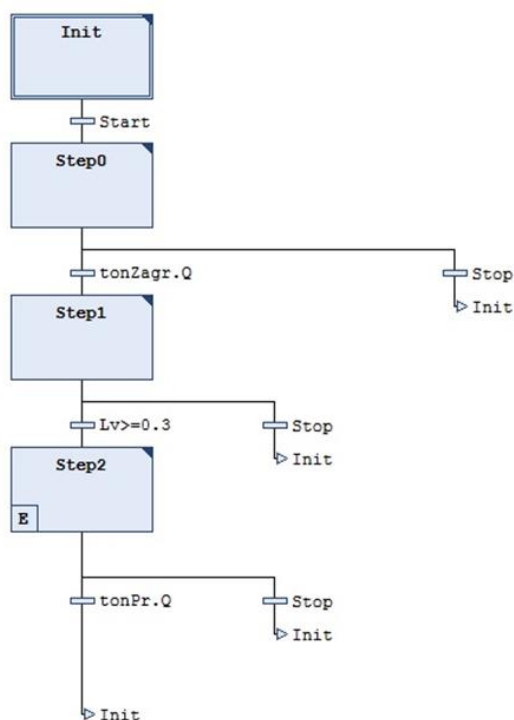 Init
Start
Step0
tonZagr.Q
Stop
Init
Step1
Lv>=0.3
Stop
Init
Step2
E
tonPr.Q
Stop
Init
Init